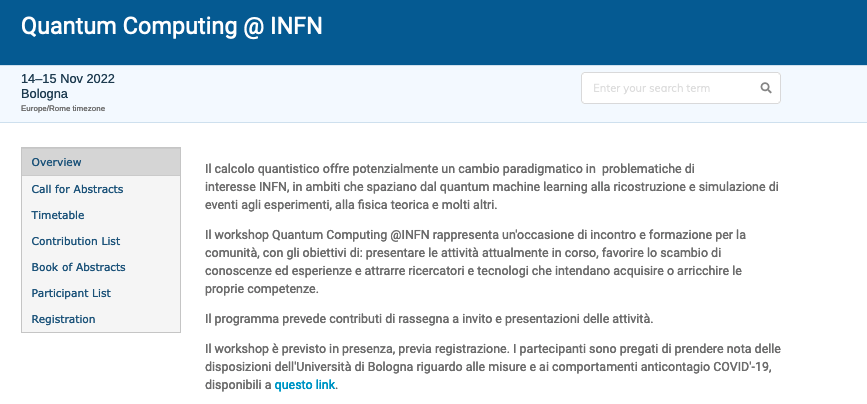 Quantum Computing @ INFN
14–15 Nov 2022
Bologna
Europe/Rome timezone
Enter your search term
Overview
Call for Abstracts
Timetable
Contribution List
Book of Abstracts
Participant List
Registration
Il calcolo quantistico offre potenzialmente un cambio paradigmatico in  problematiche di
interesse INFN, in ambiti che spaziano dal quantum machine learning alla ricostruzione e simulazione di
eventi agli esperimenti, alla fisica teorica e molti altri.
Il workshop Quantum Computing @INFN rappresenta un'occasione di incontro e formazione per la
comunità, con gli obiettivi di: presentare le attività attualmente in corso, favorire lo scambio di
conoscenze ed esperienze e attrarre ricercatori e tecnologi che intendano acquisire o arricchire le
proprie competenze.
Il programma prevede contributi di rassegna a invito e presentazioni delle attività.
Il workshop è previsto in presenza, previa registrazione. I partecipanti sono pregati di prendere nota delle
disposizioni dell'Università di Bologna riguardo alle misure e ai comportamenti anticontagio COVID'-19,
disponibili a questo link.